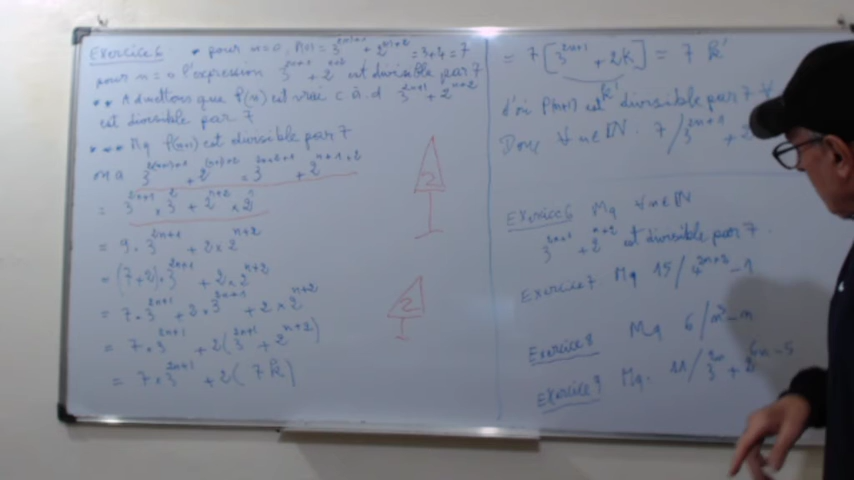 Exercice 6 * pour n=0, P(n) = 3^{2n+1} + 2^{n+2} = 3+4 = 7
pour n=0 l'expression 3^{2n+1} + 2^{n+2} est divisible par 7
** Admettons que P(n) est vrai c à d 3^{2n+1} + 2^{n+2}
est divisible par 7
*** Mq P(n+1) est divisible par 7
on a 3^{2(n+1)+1} + 2^{(n+1)+2} = 3^{2n+2+1} + 2^{n+1+2}
= 3^{2n+1} × 3^2 + 2^{n+2} × 2^1
= 9 · 3^{2n+1} + 2 × 2^{n+2}
= (7+2) · 3^{2n+1} + 2 × 2^{n+2}
= 7 · 3^{2n+1} + 2 · 3^{2n+1} + 2 × 2^{n+2}
= 7 · 3^{2n+1} + 2 (3^{2n+1} + 2^{n+2})
= 7 · 3^{2n+1} + 2 ( 7k )
2
2
= 7 [ 3^{2n+1} + 2k ] = 7 k'
k'
d'où P(n+1) est divisible par 7
Donc ∀ n ∈ IN · 7 / 3^{2n+1} + 2
Exercice 6 Mq ∀ n ∈ IN
3^{2n+1} + 2^{n+2} est divisible par 7.
Exercice 7. Mq 15 / 4^{2n+2} - 1
Exercice 8 Mq 6 / n^3 - n
Exercice 9 Mq. 11 / 3^{2n} + 2^{6n-5}